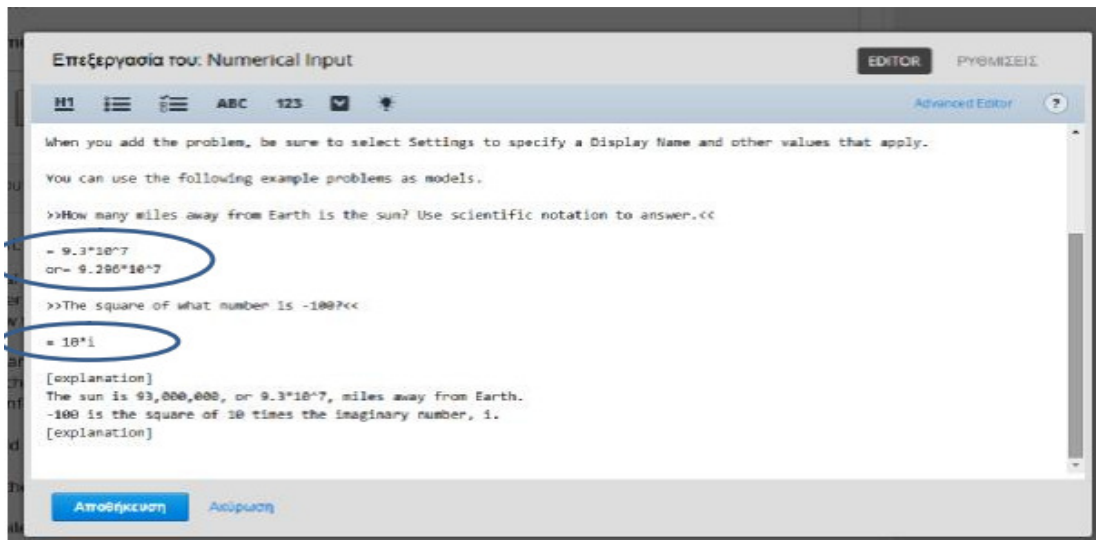 Επεξεργασία του: Numerical Input
EDITOR ΡΥΘΜΙΣΕΙΣ
H1 ABC 123 Advanced Editor ?
When you add the problem, be sure to select Settings to specify a Display Name and other values that apply.
You can use the following example problems as models.
>>How many miles away from Earth is the sun? Use scientific notation to answer.<<
= 9.3*10^7
or= 9.296*10^7
>>The square of what number is -100?<<
= 10*i
[explanation]
The sun is 93,000,000, or 9.3*10^7, miles away from Earth.
-100 is the square of 10 times the imaginary number, i.
[explanation]
Αποθήκευση Ακύρωση